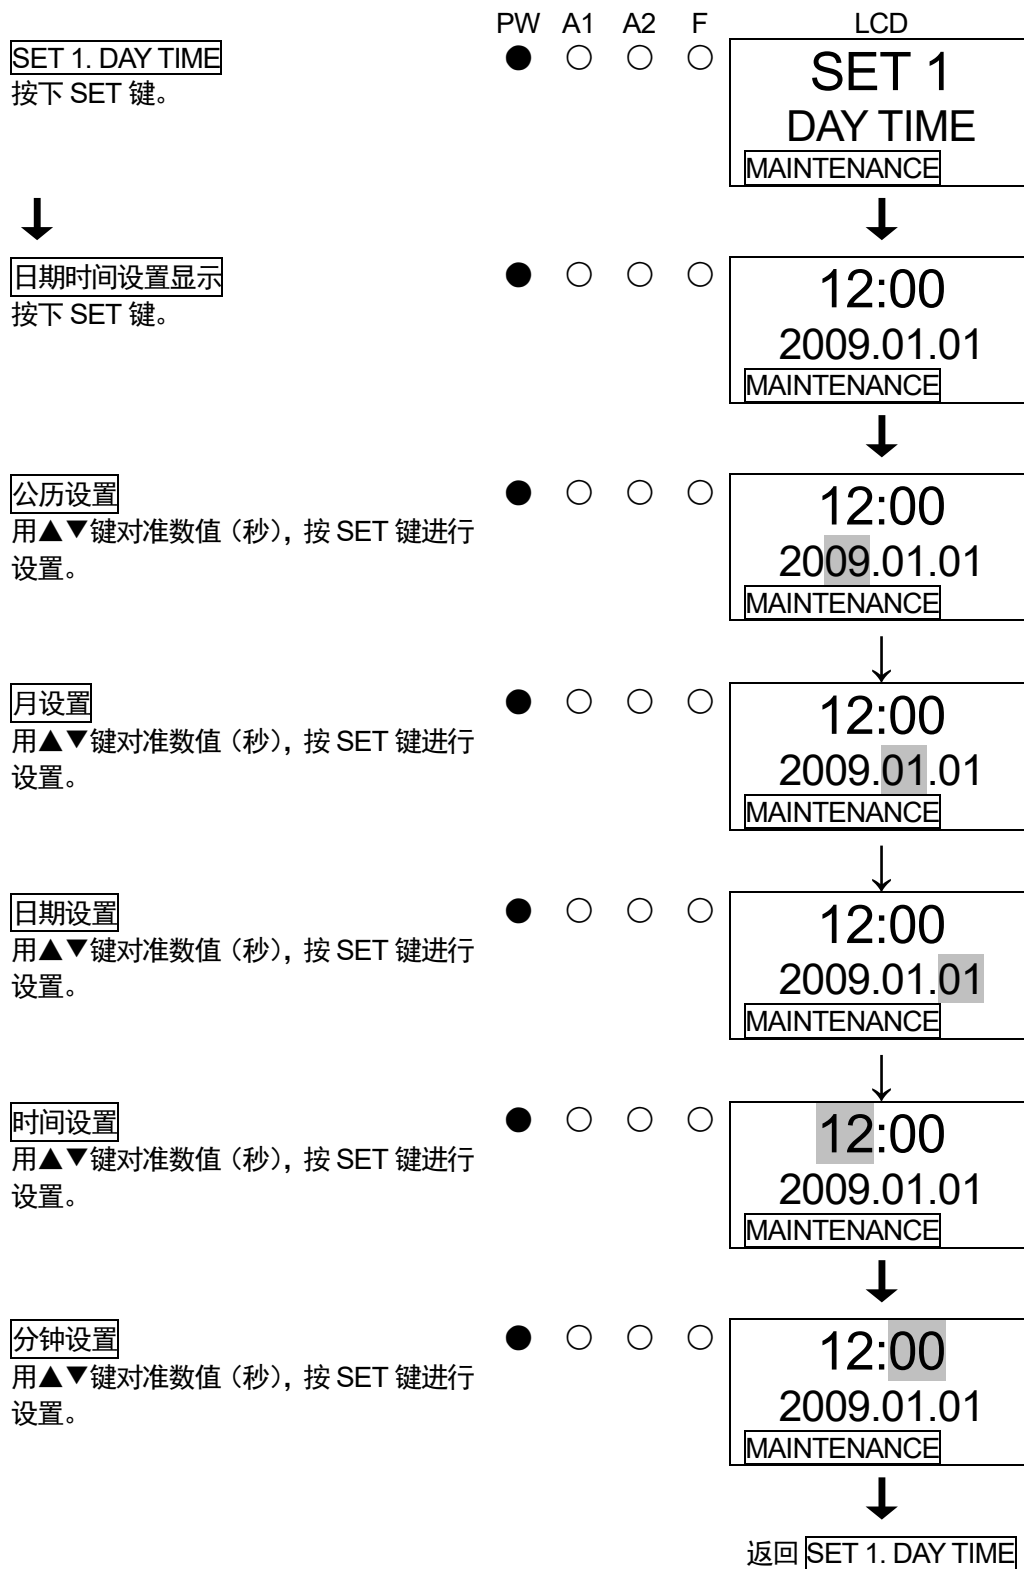 PW A1 A2 F LCD
SET 1. DAY TIME
按下 SET 键。
● ○ ○ ○
SET 1
DAY TIME
MAINTENANCE
↓ ↓
日期时间设置显示
按下 SET 键。
● ○ ○ ○
12:00
2009.01.01
MAINTENANCE
↓
公历设置
用▲▼键对准数值（秒），按 SET 键进行
设置。
● ○ ○ ○
12:00
2009.01.01
MAINTENANCE
↓
月设置
用▲▼键对准数值（秒），按 SET 键进行
设置。
● ○ ○ ○
12:00
2009.01.01
MAINTENANCE
↓
日期设置
用▲▼键对准数值（秒），按 SET 键进行
设置。
● ○ ○ ○
12:00
2009.01.01
MAINTENANCE
↓
时间设置
用▲▼键对准数值（秒），按 SET 键进行
设置。
● ○ ○ ○
12:00
2009.01.01
MAINTENANCE
↓
分钟设置
用▲▼键对准数值（秒），按 SET 键进行
设置。
● ○ ○ ○
12:00
2009.01.01
MAINTENANCE
↓
返回 SET 1. DAY TIME